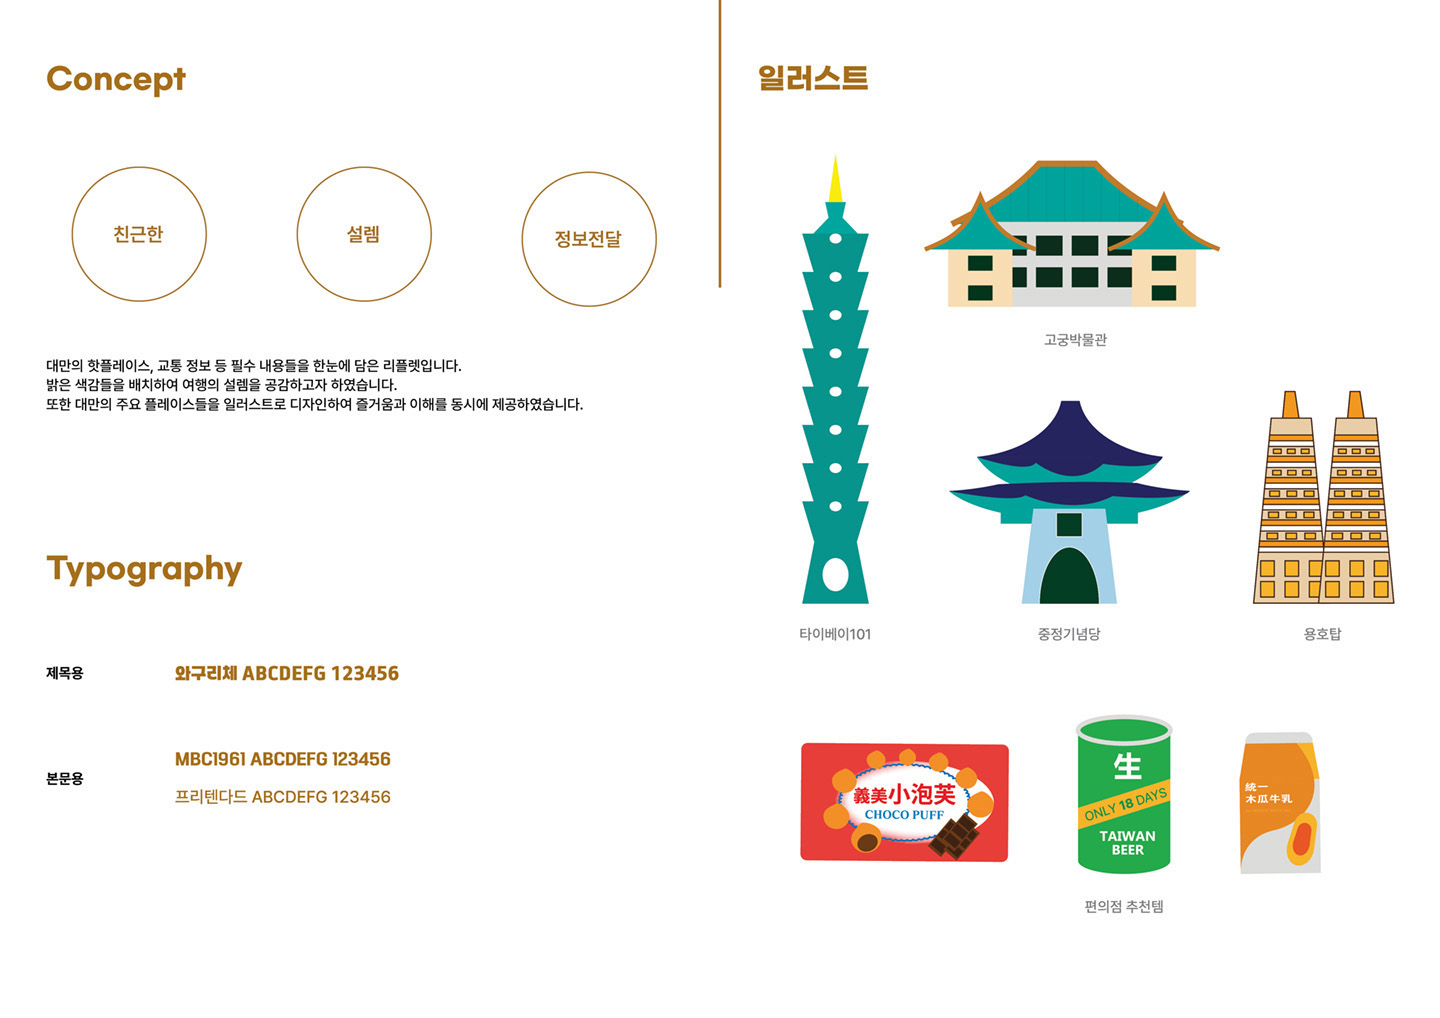 Concept
친근한
설렘
정보전달
대만의 핫플레이스, 교통 정보 등 필수 내용들을 한눈에 담은 리플렛입니다.
밝은 색감들을 배치하여 여행의 설렘을 공감하고자 하였습니다.
또한 대만의 주요 플레이스들을 일러스트로 디자인하여 즐거움과 이해를 동시에 제공하였습니다.
Typography
제목용
와구리체 ABCDEFG 123456
본문용
MBC1961 ABCDEFG 123456
프리텐다드 ABCDEFG 123456
일러스트
고궁박물관
타이베이101
중정기념당
용호탑
義美小泡芙
CHOCO PUFF
生
ONLY 18 DAYS
TAIWAN
BEER
統一
木瓜牛乳
편의점 추천템